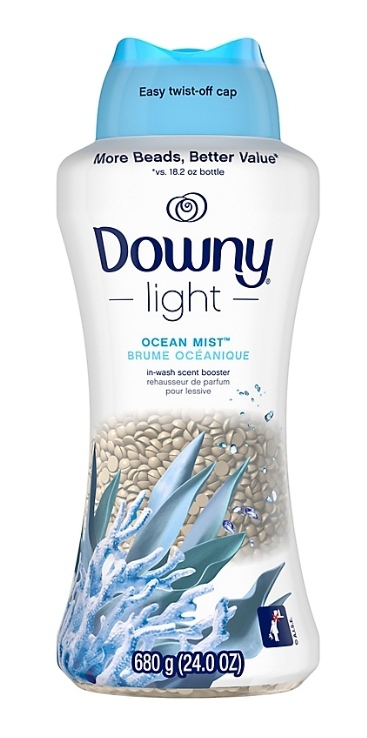 Easy twist-off cap
More Beads, Better Value*
*vs. 18.2 oz bottle
Downy®
light
OCEAN MIST™
BRUME OCÉANIQUE
in-wash scent booster
rehausseur de parfum
pour lessive
680 g (24.0 OZ)